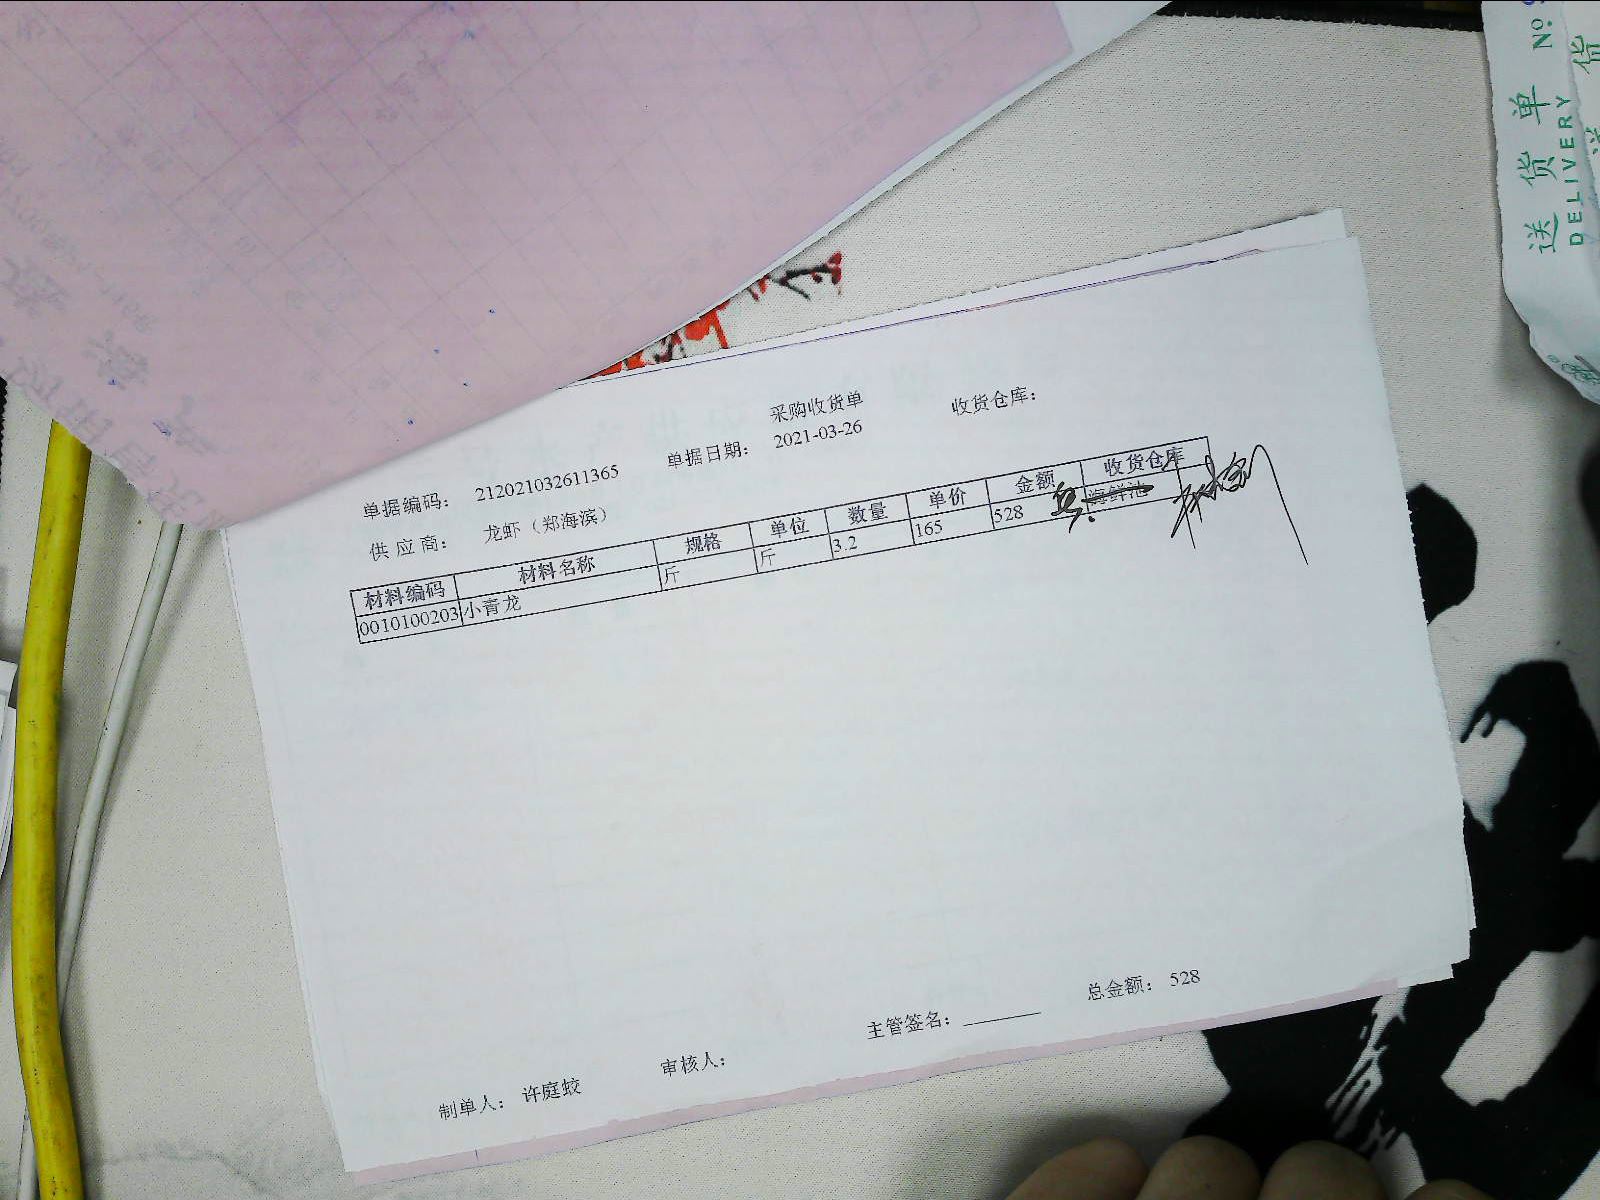 采购收货单
收货仓库：
单据编码： 212021032611365 单据日期： 2021-03-26
供 应 商： 龙虾（郑海滨）
材料编码 材料名称 规格 单位 数量 单价 金额 收货仓库
0010100203 小青龙 斤 斤 3.2 165 528 海鲜池
总金额： 528
主管签名：
审核人：
制单人： 许庭蛟
送货单 Nº
DELIVERY
送 货